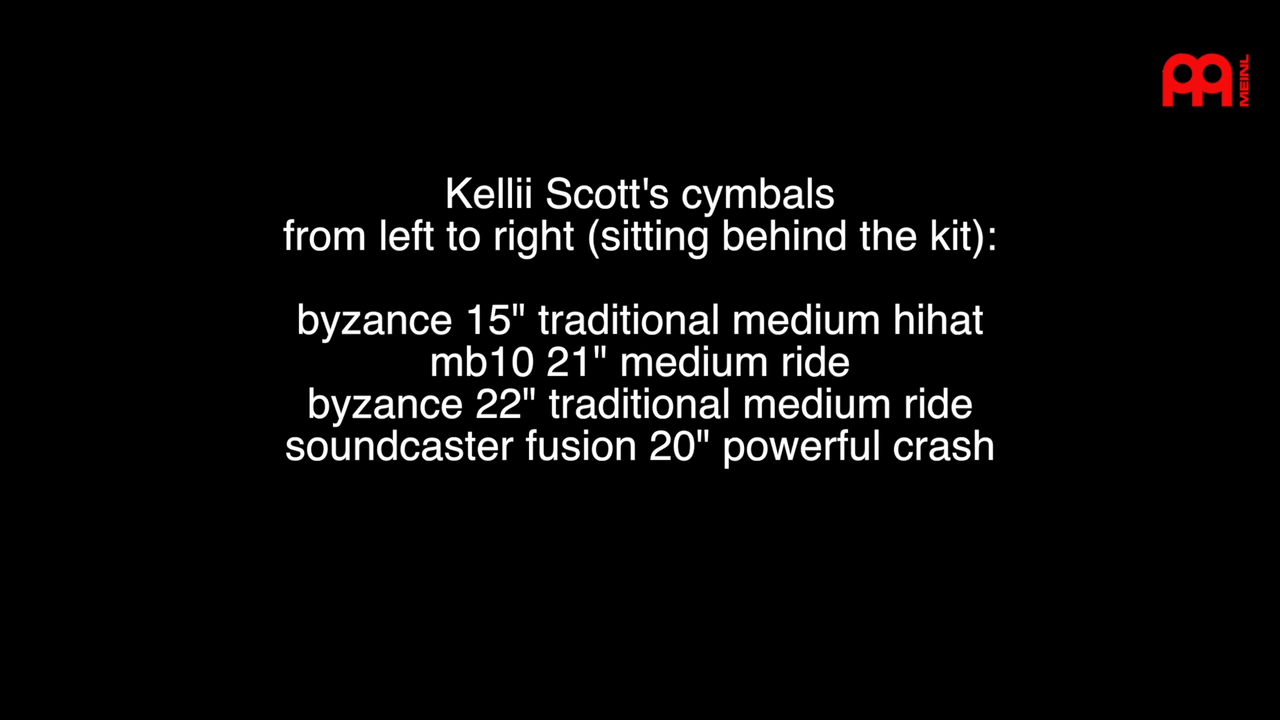 MEINL
Kellii Scott's cymbals
from left to right (sitting behind the kit):
byzance 15" traditional medium hihat
mb10 21" medium ride
byzance 22" traditional medium ride
soundcaster fusion 20" powerful crash